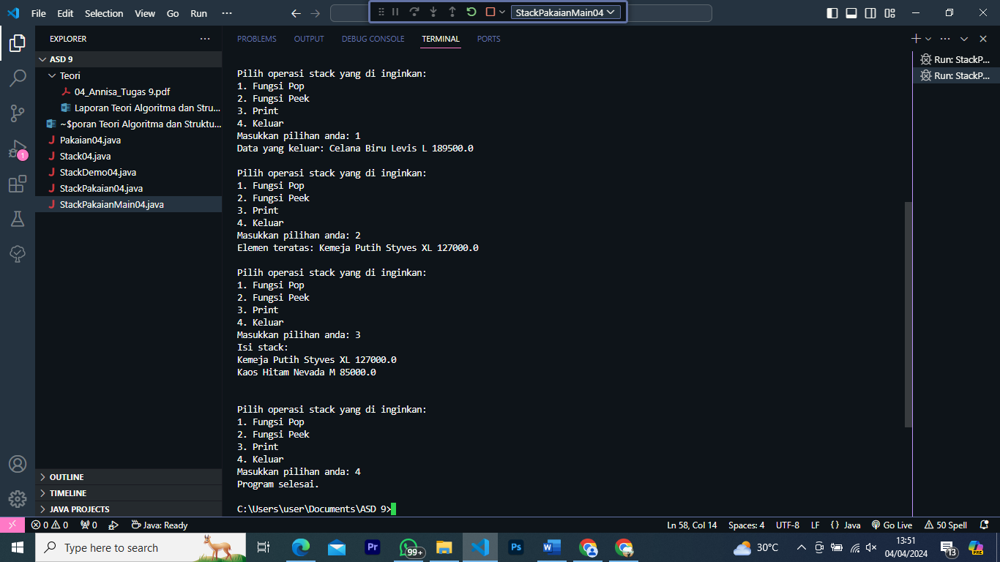 File Edit Selection View Go Run ···
StackPakaianMain04
EXPLORER
ASD 9
Teori
04_Annisa_Tugas 9.pdf
Laporan Teori Algoritma dan Stru...
~$poran Teori Algoritma dan Struktu...
Pakaian04.java
Stack04.java
StackDemo04.java
StackPakaian04.java
StackPakaianMain04.java
OUTLINE
TIMELINE
JAVA PROJECTS
1
PROBLEMS OUTPUT DEBUG CONSOLE TERMINAL PORTS
Pilih operasi stack yang di inginkan:
1. Fungsi Pop
2. Fungsi Peek
3. Print
4. Keluar
Masukkan pilihan anda: 1
Data yang keluar: Celana Biru Levis L 189500.0
Pilih operasi stack yang di inginkan:
1. Fungsi Pop
2. Fungsi Peek
3. Print
4. Keluar
Masukkan pilihan anda: 2
Elemen teratas: Kemeja Putih Styves XL 127000.0
Pilih operasi stack yang di inginkan:
1. Fungsi Pop
2. Fungsi Peek
3. Print
4. Keluar
Masukkan pilihan anda: 3
Isi stack:
Kemeja Putih Styves XL 127000.0
Kaos Hitam Nevada M 85000.0
Pilih operasi stack yang di inginkan:
1. Fungsi Pop
2. Fungsi Peek
3. Print
4. Keluar
Masukkan pilihan anda: 4
Program selesai.
C:\Users\user\Documents\ASD 9>
Run: StackP...
Run: StackP...
0 0 0 Java: Ready Ln 58, Col 14 Spaces: 4 UTF-8 LF {} Java Go Live 50 Spell
Type here to search
Pr
99+
Ps
W
30°C
13:51
04/04/2024
13
PRE